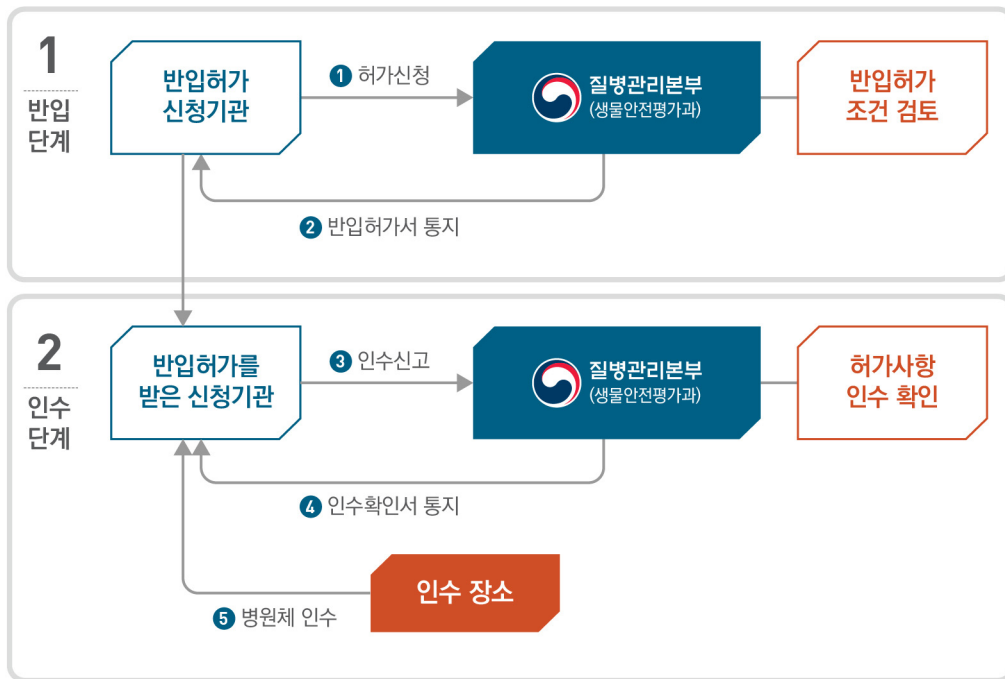 1
반입
단계
반입허가
신청기관
1 허가신청
질병관리본부
(생물안전평가과)
반입허가
조건 검토
2 반입허가서 통지
2
인수
단계
반입허가를
받은 신청기관
3 인수신고
질병관리본부
(생물안전평가과)
허가사항
인수 확인
4 인수확인서 통지
인수 장소
5 병원체 인수